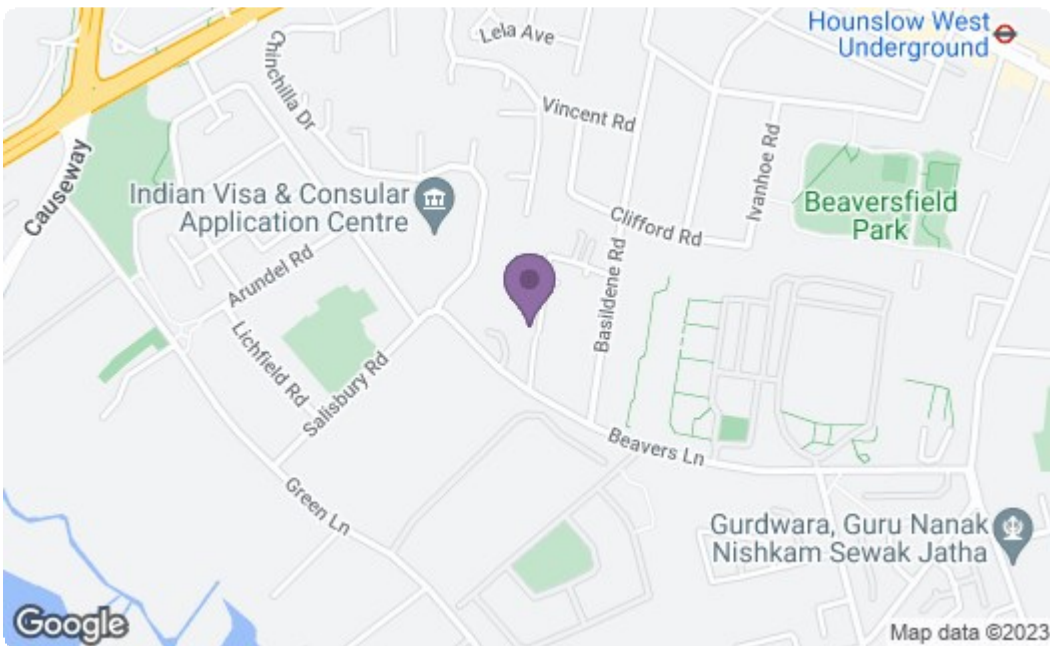 Hounslow West
Underground
Lela Ave
Chinchilla Dr
Vincent Rd
Ivanhoe Rd
Causeway
Indian Visa & Consular
Application Centre
Beaversfield
Park
Clifford Rd
Arundel Rd
Basildene Rd
Lichfield Rd
Salisbury Rd
Beavers Ln
Green Ln
Gurdwara, Guru Nanak
Nishkam Sewak Jatha
Google
Map data ©2023